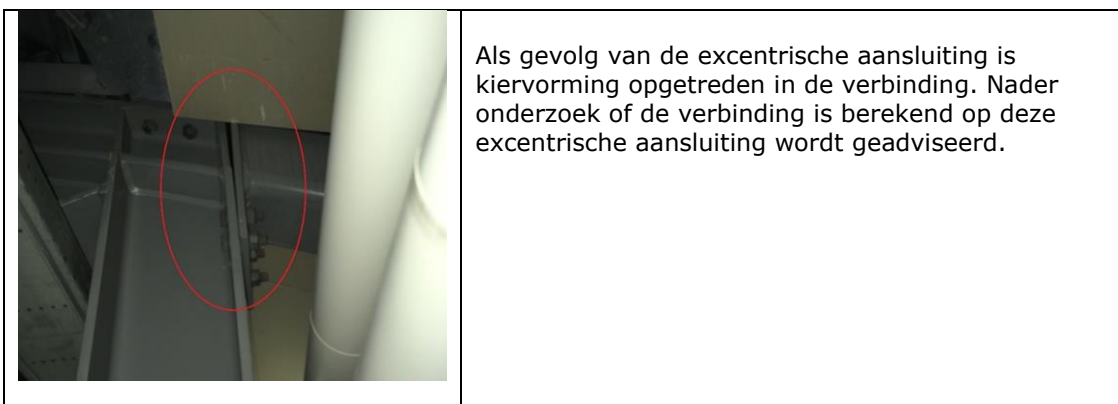 Als gevolg van de excentrische aansluiting is
kiervorming opgetreden in de verbinding. Nader
onderzoek of de verbinding is berekend op deze
excentrische aansluiting wordt geadviseerd.